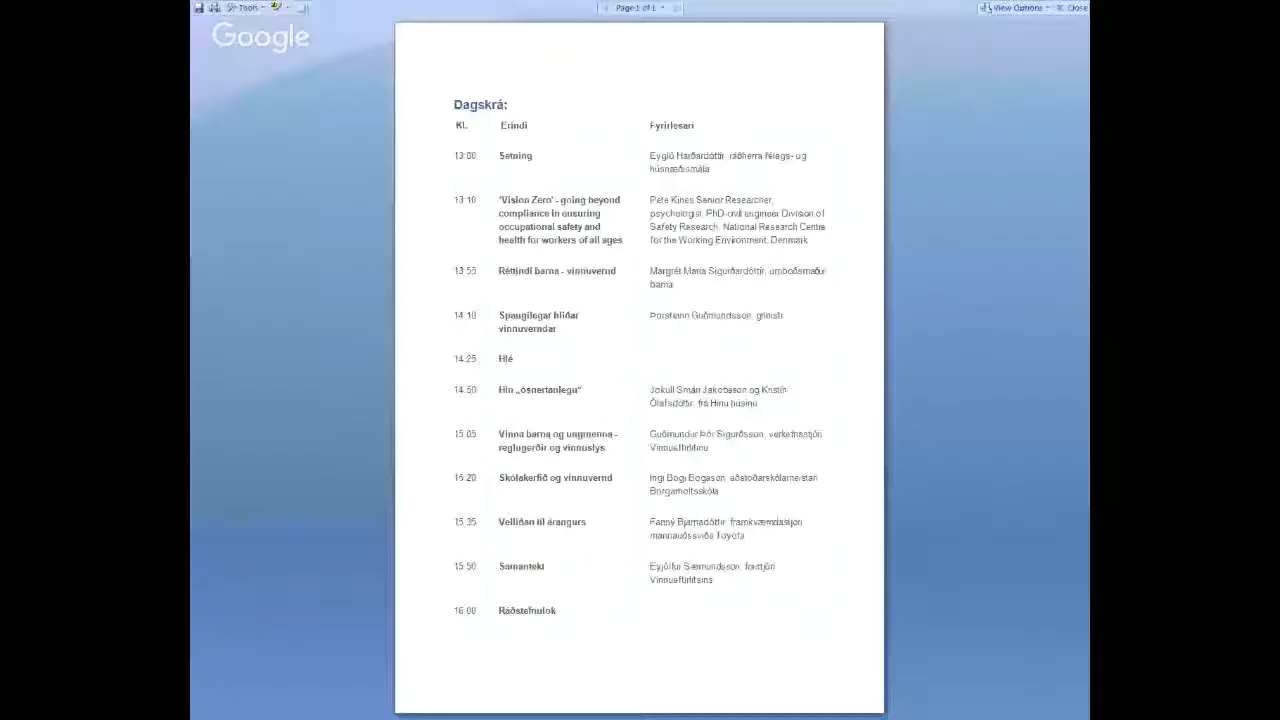 Tools
Page 1 of 1
View Options
Close
Google
Dagskrá:
Kl. Erindi Fyrirlesari
13:00 Setning Eygló Harðardóttir, ráðherra félags- og
húsnæðismála
13:10 'Vision Zero' - going beyond Pete Kines Senior Researcher,
compliance in ensuring psychologist, PhD-civil engineer Division of
occupational safety and Safety Research, National Research Centre
health for workers of all ages for the Working Environment, Denmark
13:55 Réttindi barna - vinnuvernd Margrét María Sigurðardóttir, umboðsmaður
barna
14:10 Spaugilegar hliðar Þorsteinn Guðmundsson, grínisti
vinnuverndar
14:25 Hlé
14:50 Hin „ósnertanlegu“ Jökull Smári Jakobsson og Kristín
Ólafsdóttir, frá Hinu húsinu
15:05 Vinna barna og ungmenna - Guðmundur Þór Sigurðsson, verkefnastjóri
reglugerðir og vinnuslys Vinnueftirlitinu
15:20 Skólakerfið og vinnuvernd Ingi Bogi Bogason, aðstoðarskólameistari
Borgarholtsskóla
15:35 Vellíðan til árangurs Fanný Bjarnadóttir, framkvæmdastjóri
mannauðssviðs Toyota
15:50 Samantekt Eyjólfur Sæmundsson, forstjóri
Vinnueftirlitsins
16:00 Ráðstefnulok